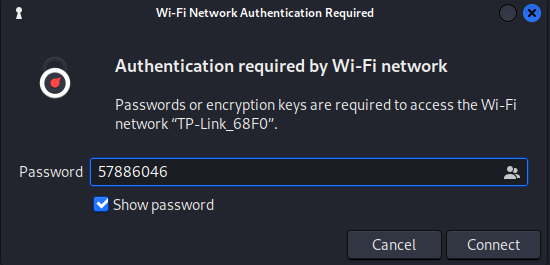 Wi-Fi Network Authentication Required
Authentication required by Wi-Fi network
Passwords or encryption keys are required to access the Wi-Fi
network “TP-Link_68F0”.
Password 57886046
Show password
Cancel Connect